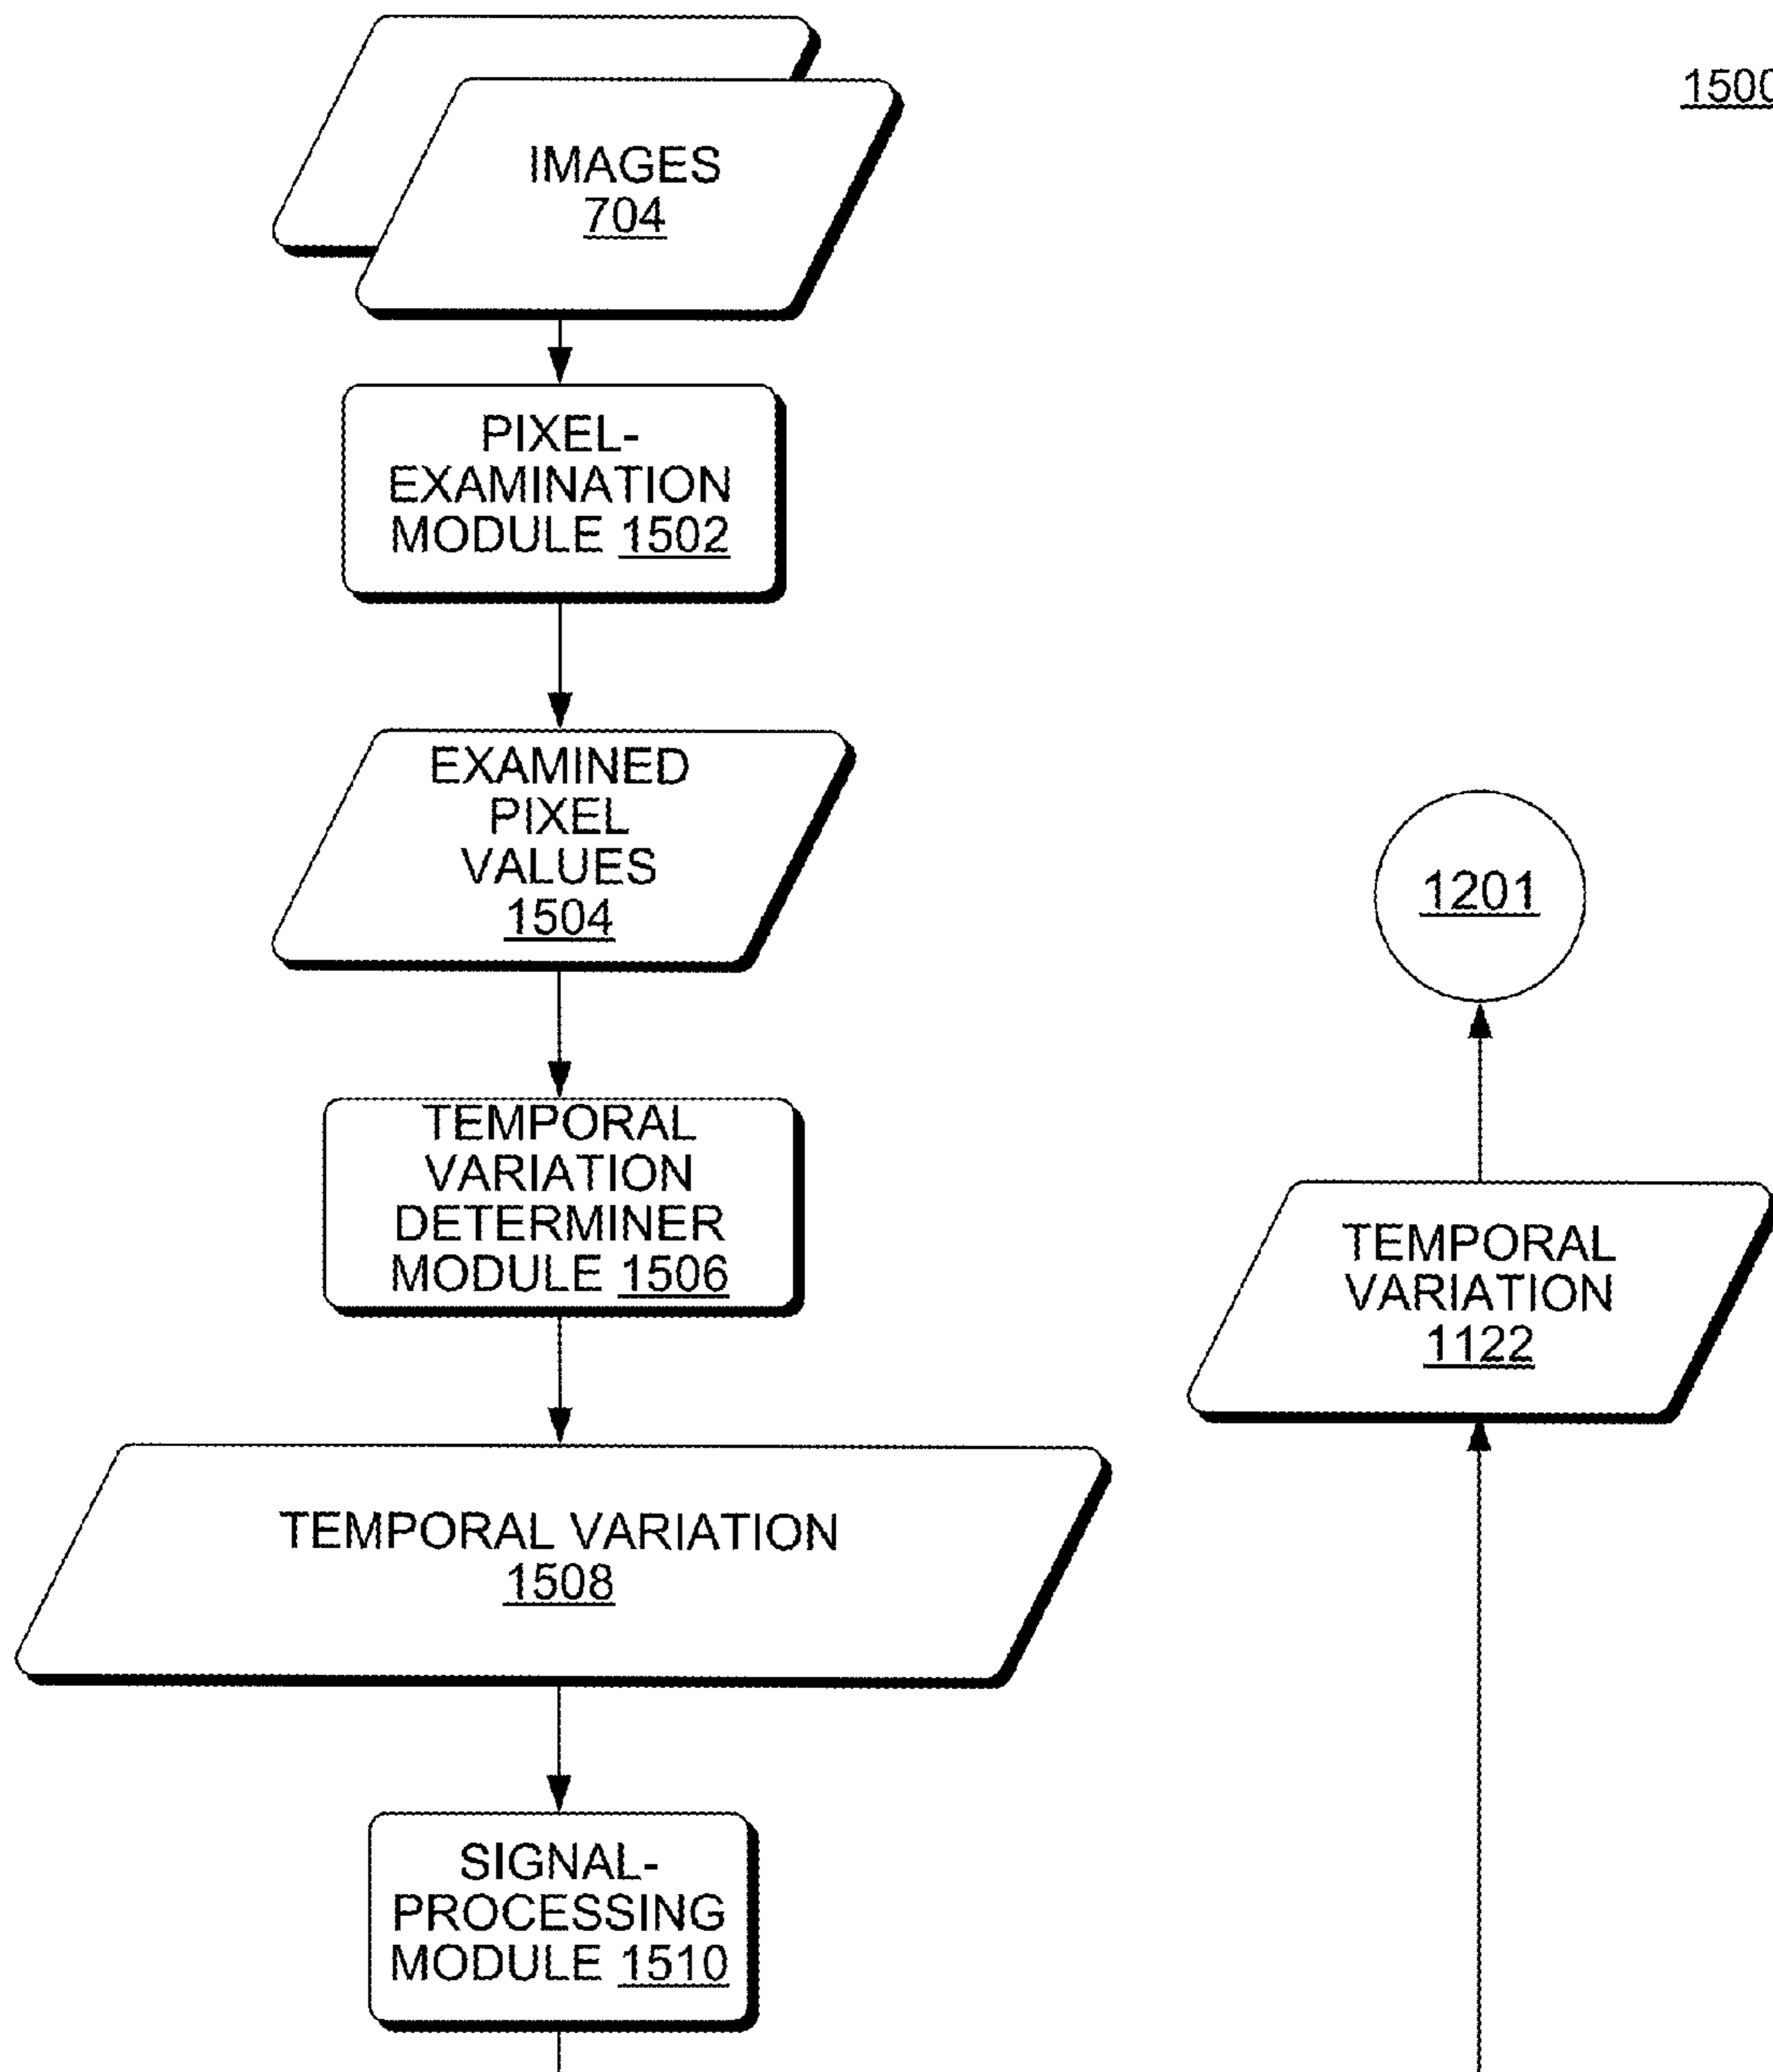 1500
IMAGES
704
PIXEL-
EXAMINATION
MODULE 1502
EXAMINED
PIXEL
VALUES
1504
TEMPORAL
VARIATION
DETERMINER
MODULE 1506
TEMPORAL VARIATION
1508
SIGNAL-
PROCESSING
MODULE 1510
TEMPORAL
VARIATION
1122
1201